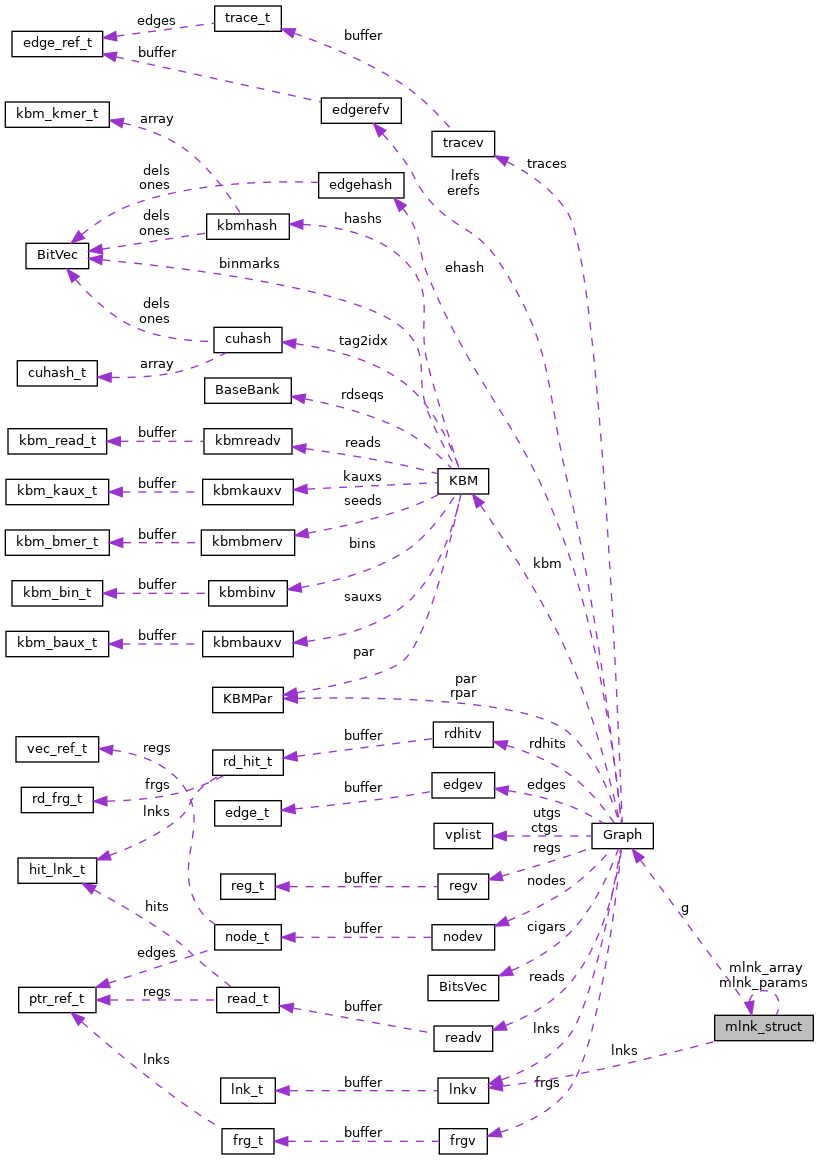 edges
trace_t
edge_ref_t
buffer
buffer
kbm_kmer_t
array
edgerefv
tracev
traces
lrefs
erefs
dels
ones
edgehash
hashs
dels
ones
kbmhash
BitVec
binmarks
ehash
dels
ones
cuhash
tag2idx
cuhash_t
array
BaseBank
rdseqs
kbm_read_t
buffer
kbmreadv
reads
KBM
kbm_kaux_t
buffer
kbmkauxv
kauxs
seeds
kbm_bmer_t
buffer
kbmbmerv
bins
kbm
kbm_bin_t
buffer
kbmbinv
sauxs
kbm_baux_t
buffer
kbmbauxv
par
par
rpar
KBMPar
vec_ref_t
regs
rd_hit_t
buffer
rdhitv
rdhits
rd_frg_t
frgs
lnks
edge_t
buffer
edgev
edges
utgs
ctgs
vplist
Graph
regs
hit_lnk_t
reg_t
buffer
regv
nodes
hits
node_t
buffer
nodev
cigars
g
edges
BitsVec
reads
mlnk_array
mlnk_params
ptr_ref_t
regs
read_t
buffer
readv
lnks
mlnk_struct
lnks
lnks
lnk_t
buffer
lnkv
frgs
frg_t
buffer
frgv